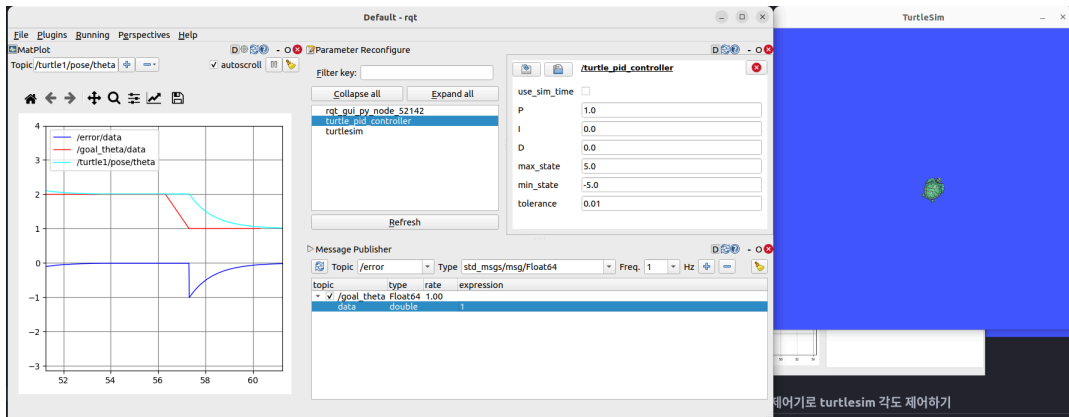 Default - rqt
TurtleSim
File Plugins Running Perspectives Help
MatPlot
D
- O
Parameter Reconfigure
D
- O
Topic /turtle1/pose/theta
autoscroll
Filter key:
Collapse all
Expand all
rqt_gui_py_node_52142
turtle_pid_controller
turtlesim
Refresh
/turtle_pid_controller
use_sim_time
P 1.0
I 0.0
D 0.0
max_state 5.0
min_state -5.0
tolerance 0.01
/error/data
/goal_theta/data
/turtle1/pose/theta
4
3
2
1
0
−1
−2
−3
52 54 56 58 60
Message Publisher
D
- O
Topic /error Type std_msgs/msg/Float64 Freq. 1 Hz
topic type rate expression
/goal_theta Float64 1.00
data double 1
제어기로 turtlesim 각도 제어하기